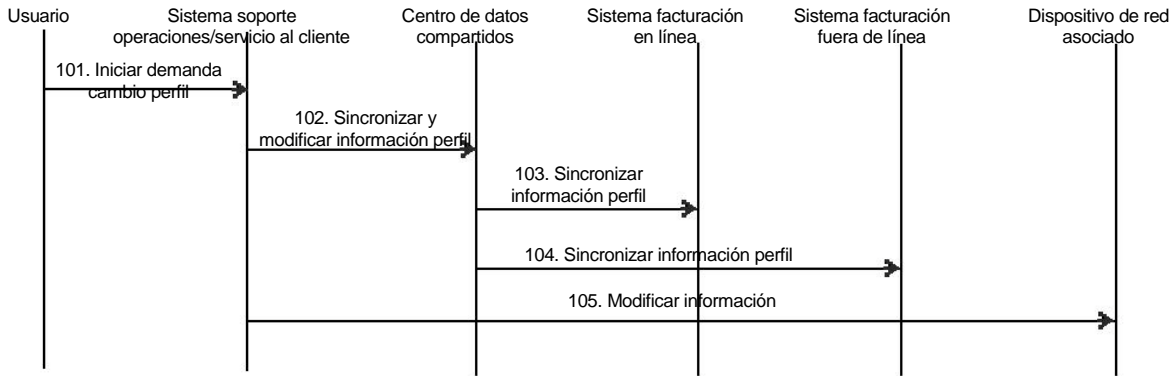 Usuario
Sistema soporte
operaciones/servicio al cliente
Centro de datos
compartidos
Sistema facturación
en línea
Sistema facturación
fuera de línea
Dispositivo de red
asociado
101. Iniciar demanda
cambio perfil
102. Sincronizar y
modificar información perfil
103. Sincronizar
información perfil
104. Sincronizar información perfil
105. Modificar información